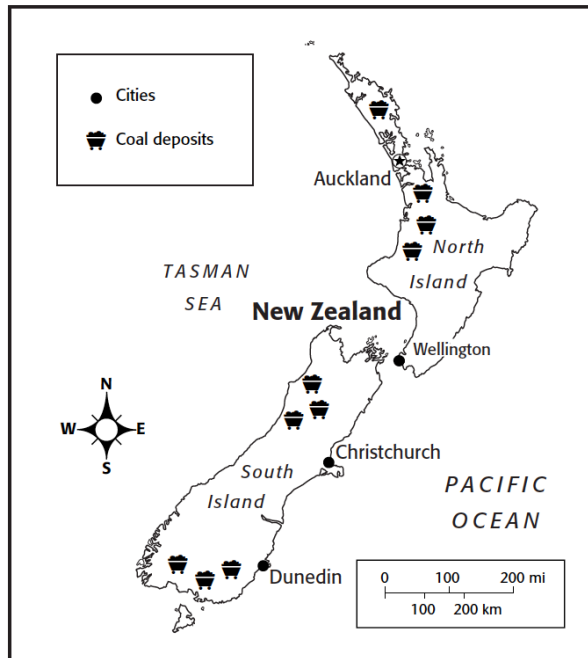 Cities
Coal deposits
Auckland
North
Island
TASMAN
SEA
New Zealand
Wellington
N
W E
S
Christchurch
South
Island
PACIFIC
OCEAN
Dunedin
0 100 200 mi
100 200 km